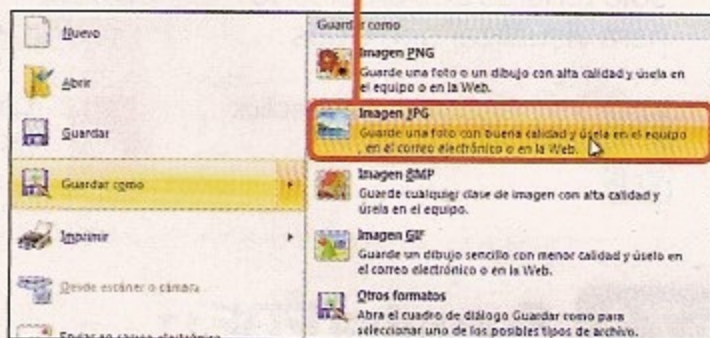 Nuevo
Abrir
Guardar
Guardar como
Imprimir
Desde escáner o cámara
Enviar en correo electrónico
Guardar como
Imagen PNG
Guarde una foto o un dibujo con alta calidad y úsela en
el equipo o en la Web.
Imagen JPG
Guarde una foto con buena calidad y úsela en el equipo
, en el correo electrónico o en la Web.
Imagen BMP
Guarde cualquier clase de imagen con alta calidad y
úsela en el equipo.
Imagen GIF
Guarde un dibujo sencillo con menor calidad y úselo en
el correo electrónico o en la Web.
Otros formatos
Abra el cuadro de diálogo Guardar como para
seleccionar uno de los posibles tipos de archivo.